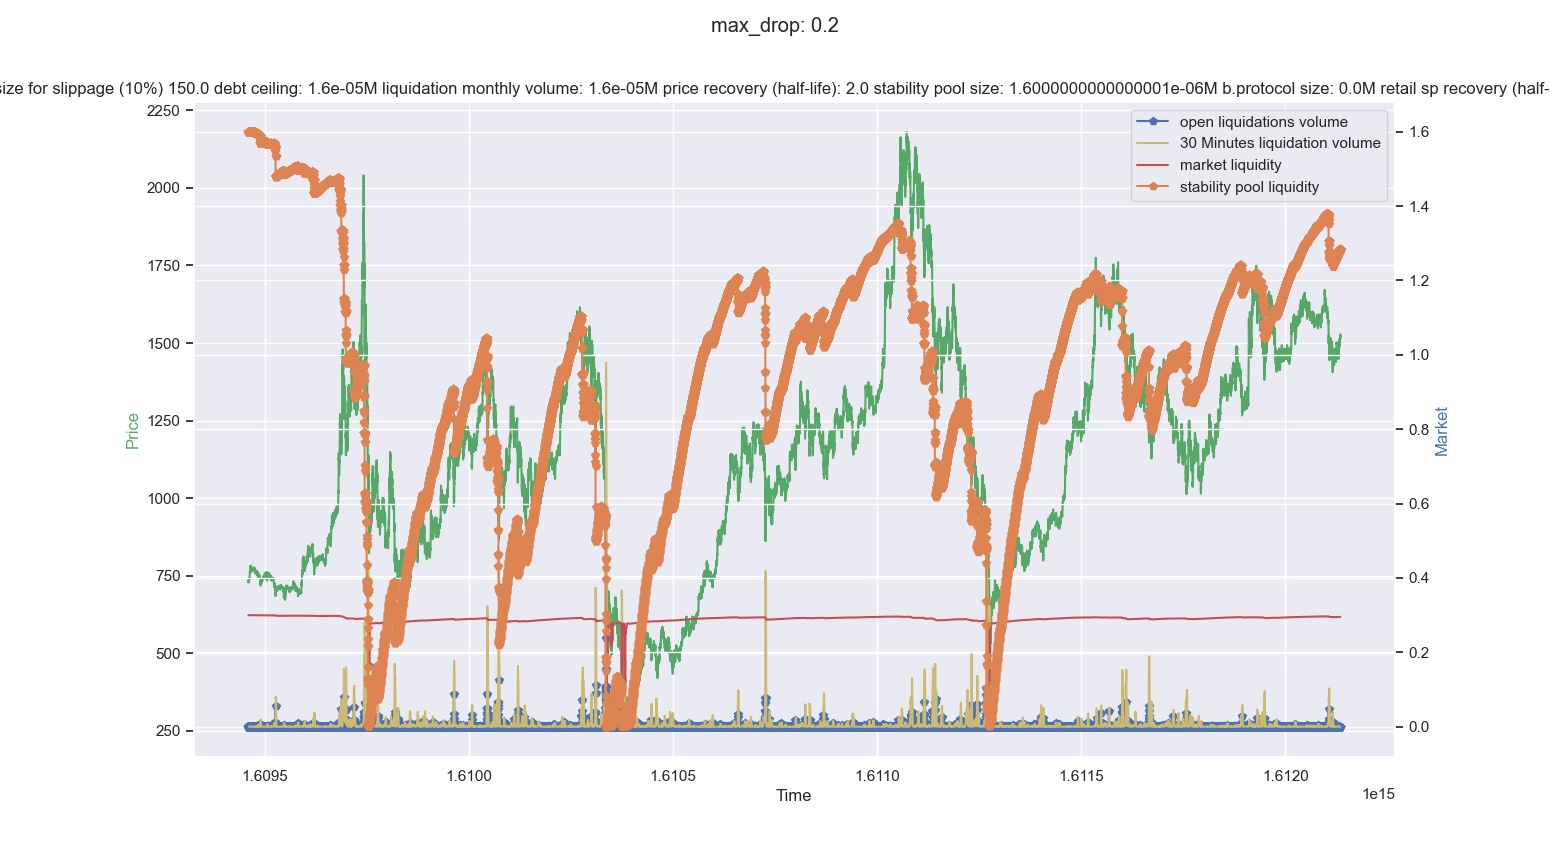 max_drop: 0.2
size for slippage (10%) 150.0 debt ceiling: 1.6e-05M liquidation monthly volume: 1.6e-05M price recovery (half-life): 2.0 stability pool size: 1.6000000000000001e-06M b.protocol size: 0.0M retail sp recovery (half-
2250
2000
1750
1500
1250
1000
750
500
250
Price
open liquidations volume
30 Minutes liquidation volume
market liquidity
stability pool liquidity
1.6
1.4
1.2
1.0
0.8
0.6
0.4
0.2
0.0
Market
1.6095
1.6100
1.6105
1.6110
1.6115
1.6120
Time
1e15